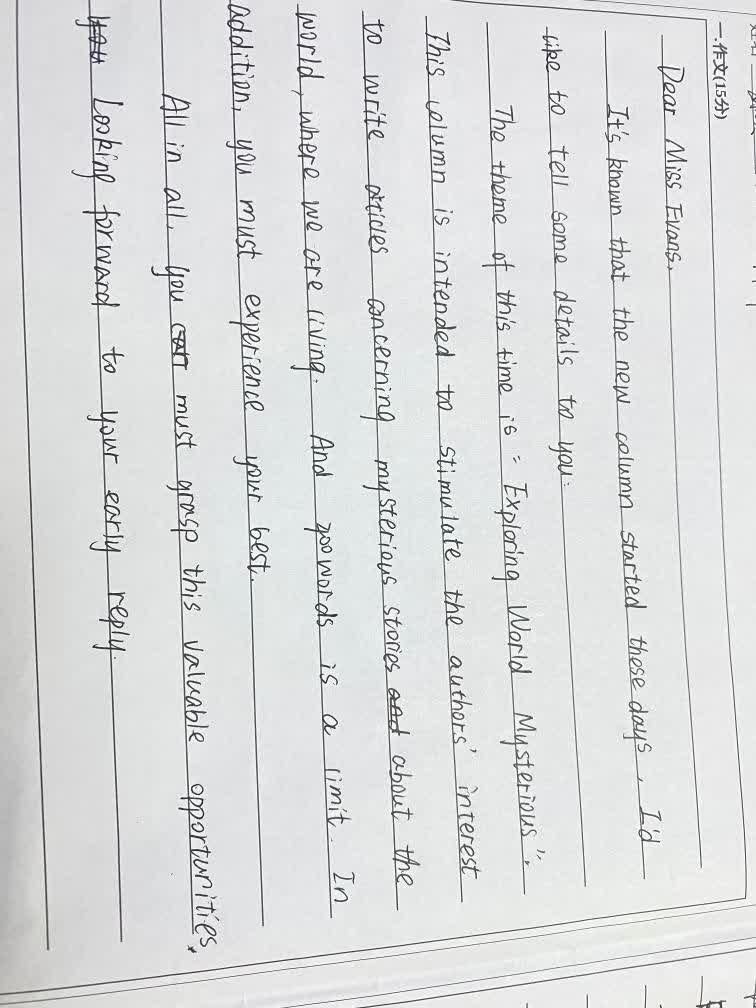 一.作文(15分)
Dear Miss Evans,
It's known that the new column started these days, I'd
like to tell some details to you.
The theme of this time is "Exploring World Mysterious".
This column is intended to stimulate the authors' interest
to write articles concerning mysterious stories and about the
world, where we are living. And 700words is a limit. In
addition, you must experience your best.
All in all, you must grasp this valuable opportunities.
you Looking forward to your early reply.